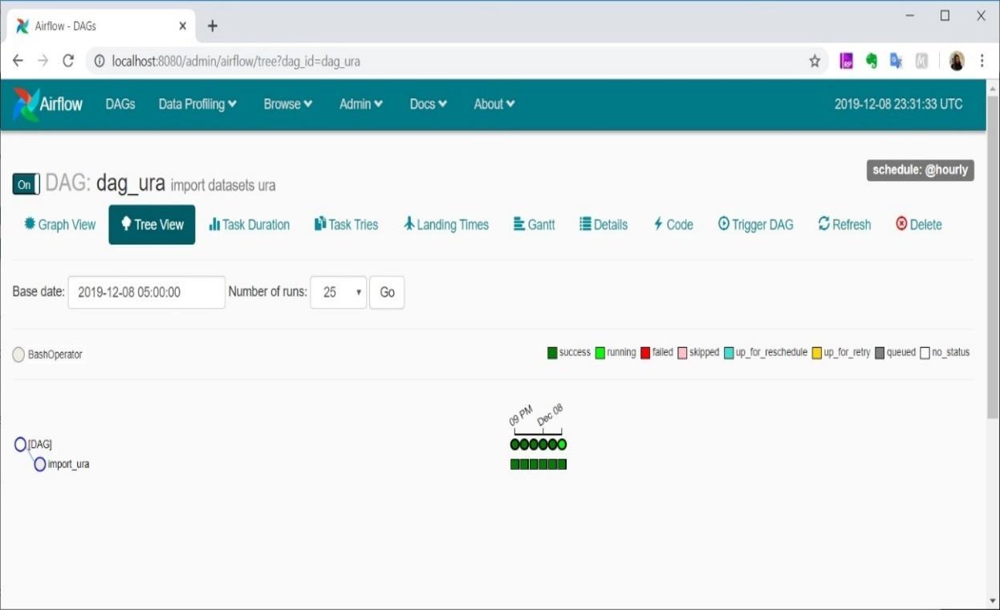 Airflow - DAGs
localhost:8080/admin/airflow/tree?dag_id=dag_ura
RP
M
Airflow DAGs Data Profiling Browse Admin Docs About 2019-12-08 23:31:33 UTC
schedule: @hourly
On DAG: dag_ura import datasets ura
Graph View Tree View Task Duration Task Tries Landing Times Gantt Details Code Trigger DAG Refresh Delete
Base date: 2019-12-08 05:00:00 Number of runs: 25 Go
BashOperator success running failed skipped up_for_reschedule up_for_retry queued no_status
09 PM Dec 08
[DAG]
import_ura